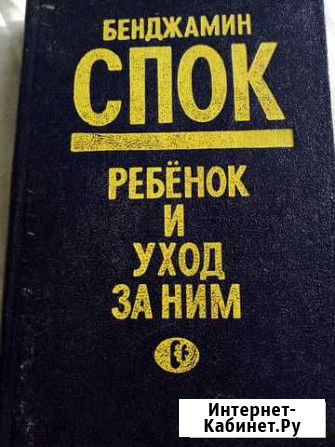 БЕНДЖАМИН
СПОК
РЕБЁНОК
И
УХОД
ЗА НИМ
Интернет-
Кабинет.Ру